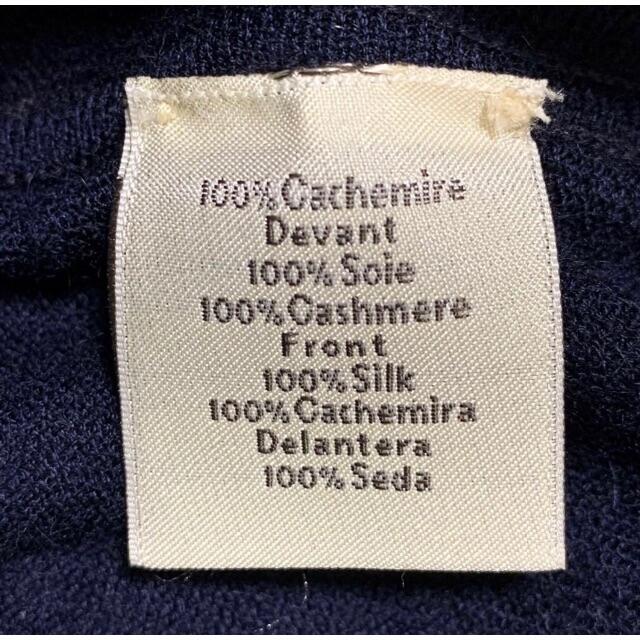 100% Cachemire
Devant
100% Soie
100% Cashmere
Front
100% Silk
100% Cachemira
Delantera
100% Seda